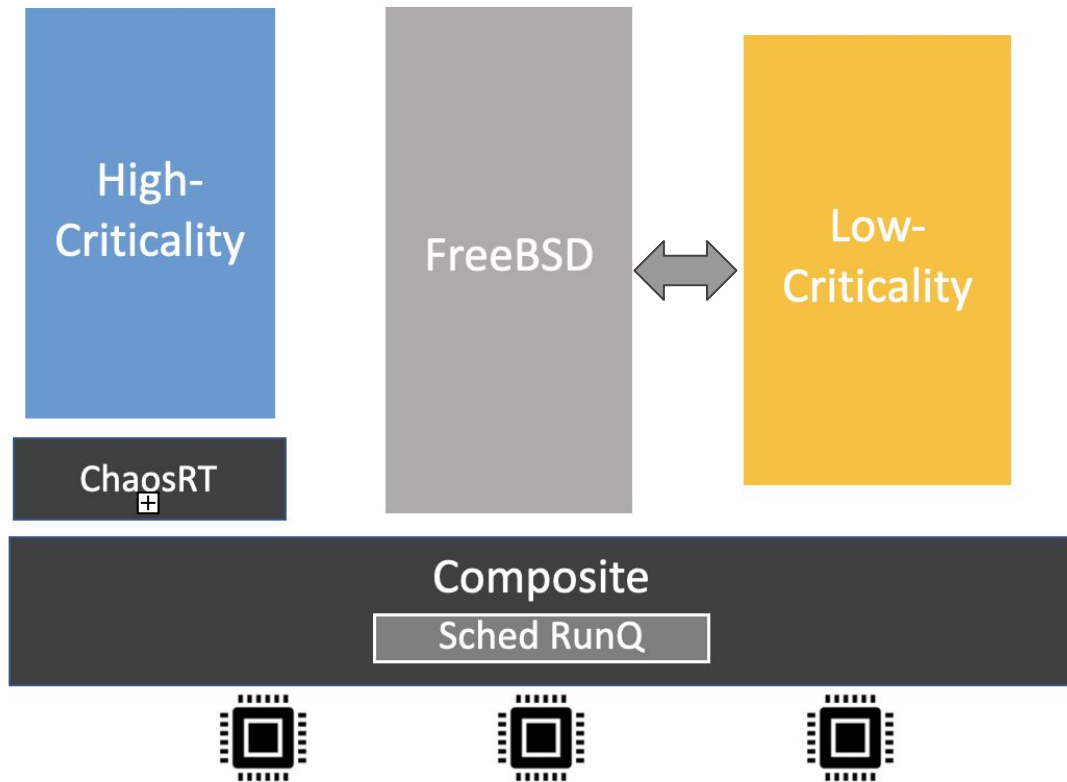 High-
Criticality
FreeBSD
Low-
Criticality
ChaosRT
Composite
Sched RunQ